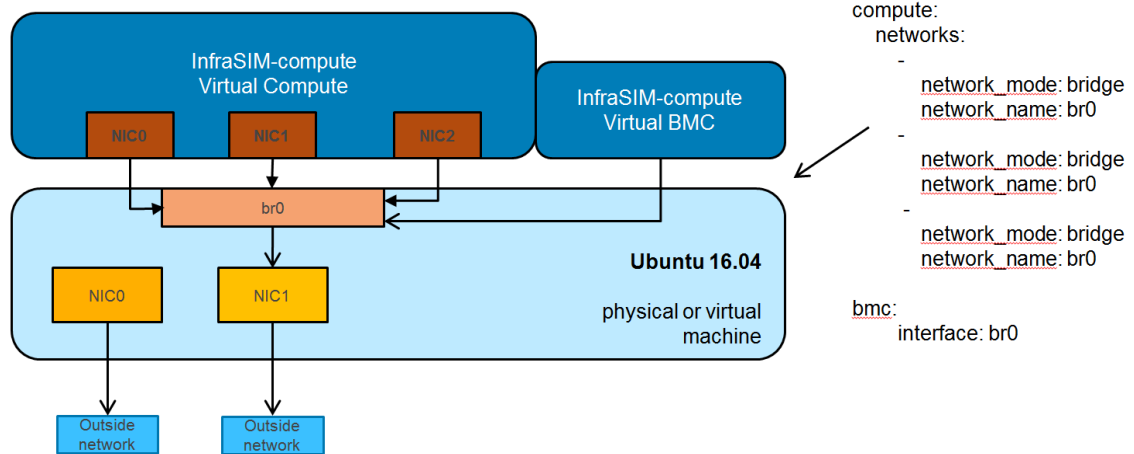 InfraSIM-compute
Virtual Compute
NIC0
NIC1
NIC2
InfraSIM-compute
Virtual BMC
br0
Ubuntu 16.04
physical or virtual
machine
NIC0
NIC1
Outside
network
Outside
network
compute:
networks:
-
network_mode: bridge
network_name: br0
-
network_mode: bridge
network_name: br0
-
network_mode: bridge
network_name: br0
bmc:
interface: br0